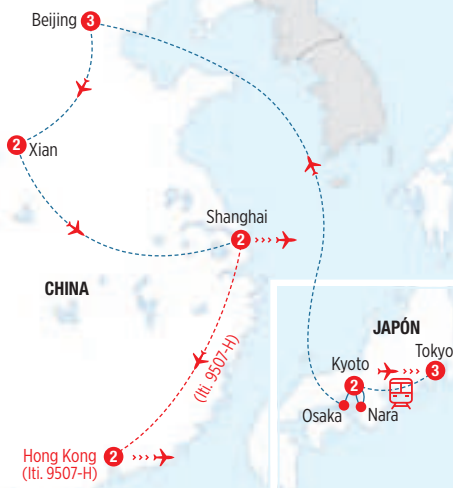 Beijing 3
2 Xian
Shanghai
2
CHINA
(Iti. 9507-H)
Hong Kong 2
(Iti. 9507-H)
JAPÓN
Tokyo
3
Kyoto
2
Osaka
Nara